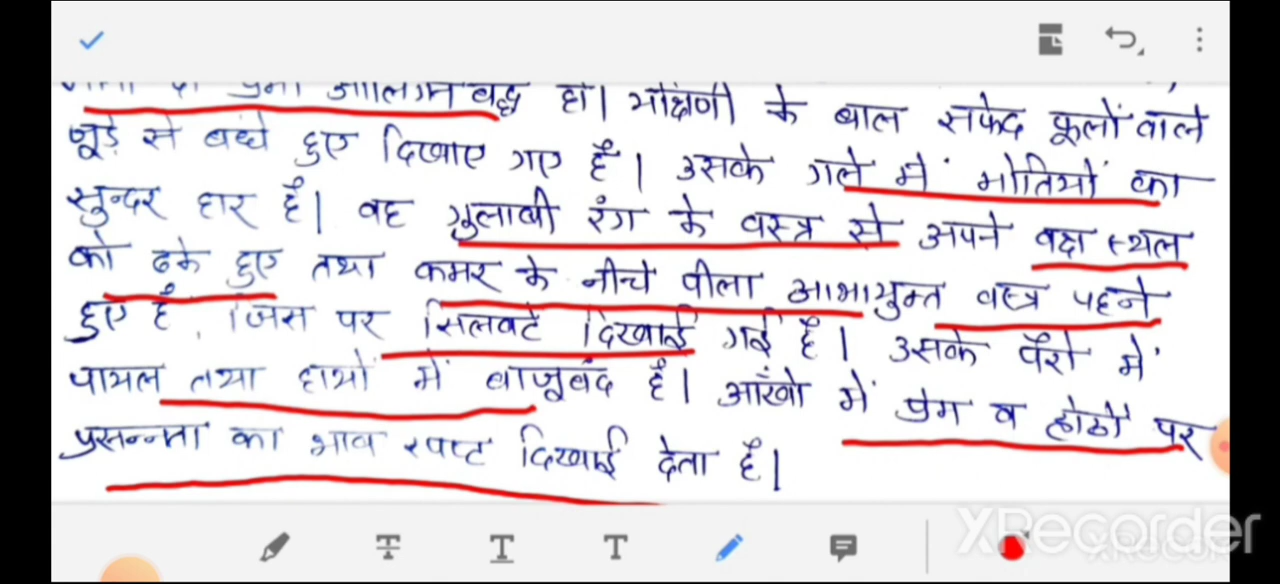 आलिंगनबद्ध हो। यक्षिणी के बाल सफेद फूलों वाले
जूड़े से बंधे हुए दिखाए गए हैं। उसके गले में मोतियों का
सुन्दर हार है। वह गुलाबी रंग के वस्त्र से अपने वक्ष स्थल
को ढके हुए तथा कमर के नीचे पीला आभायुक्त वस्त्र पहने
हुए है, जिस पर सिलवटे दिखाई गई है। उसके पैरो में
पायल तथा हाथो में बाजूबंद है। आँखो में प्रेम व होठो पर
प्रसन्नता का भाव स्पष्ट दिखाई देता है।
XRecorder